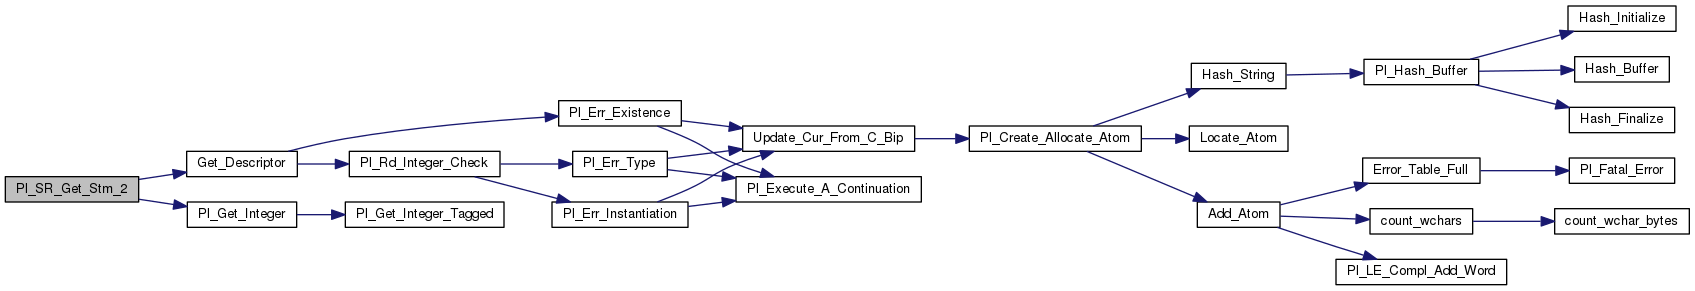 Pl_SR_Get_Stm_2
Get_Descriptor
Pl_Get_Integer
Pl_Rd_Integer_Check
Pl_Get_Integer_Tagged
Pl_Err_Existence
Pl_Err_Type
Pl_Err_Instantiation
Update_Cur_From_C_Bip
Pl_Execute_A_Continuation
Pl_Create_Allocate_Atom
Hash_String
Locate_Atom
Add_Atom
Pl_Hash_Buffer
Error_Table_Full
count_wchars
Pl_LE_Compl_Add_Word
Hash_Initialize
Hash_Buffer
Hash_Finalize
Pl_Fatal_Error
count_wchar_bytes